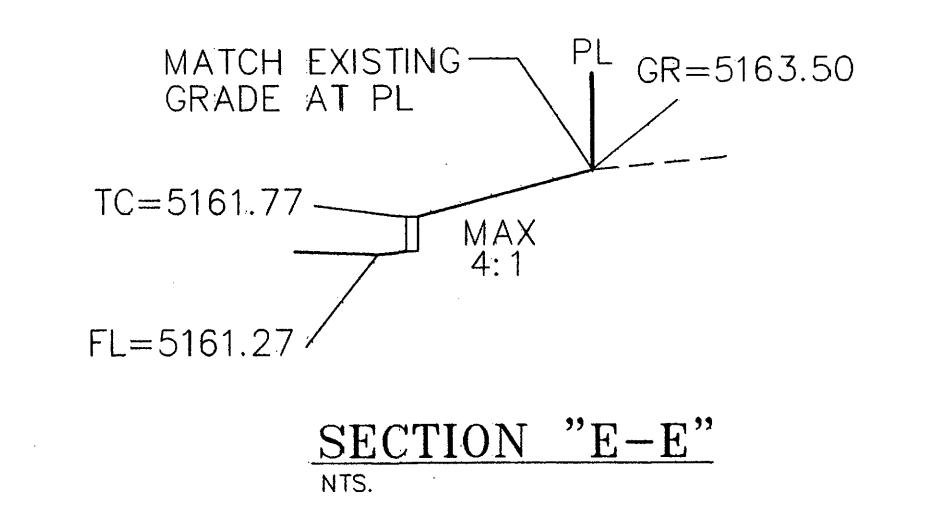 MATCH EXISTING
GRADE AT PL
PL
GR=5163.50
TC=5161.77
MAX
4:1
FL=5161.27
SECTION "E-E"
NTS.